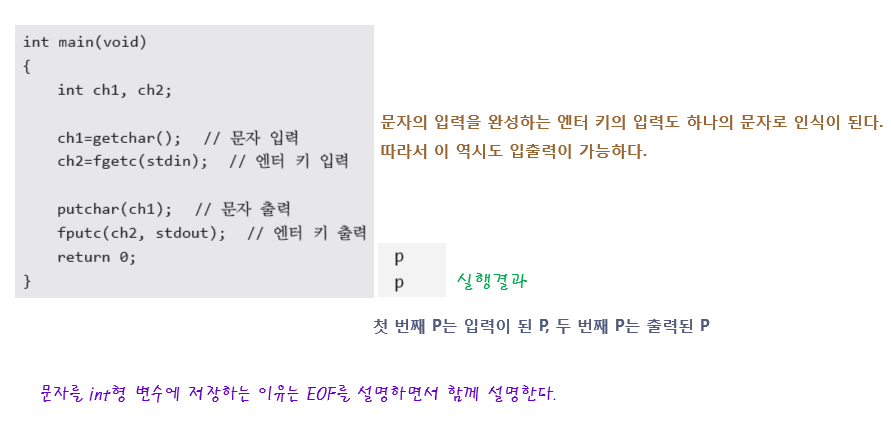 int main(void)
{
    int ch1, ch2;
    ch1=getchar();  // 문자 입력
    ch2=fgetc(stdin);  // 엔터 키 입력
    putchar(ch1);  // 문자 출력
    fputc(ch2, stdout);  // 엔터 키 출력
    return 0;
}
문자의 입력을 완성하는 엔터 키의 입력도 하나의 문자로 인식이 된다.
따라서 이 역시도 입출력이 가능하다.
p
p
실행결과
첫 번째 P는 입력이 된 P, 두 번째 P는 출력된 P
문자를 int형 변수에 저장하는 이유는 EOF를 설명하면서 함께 설명한다.